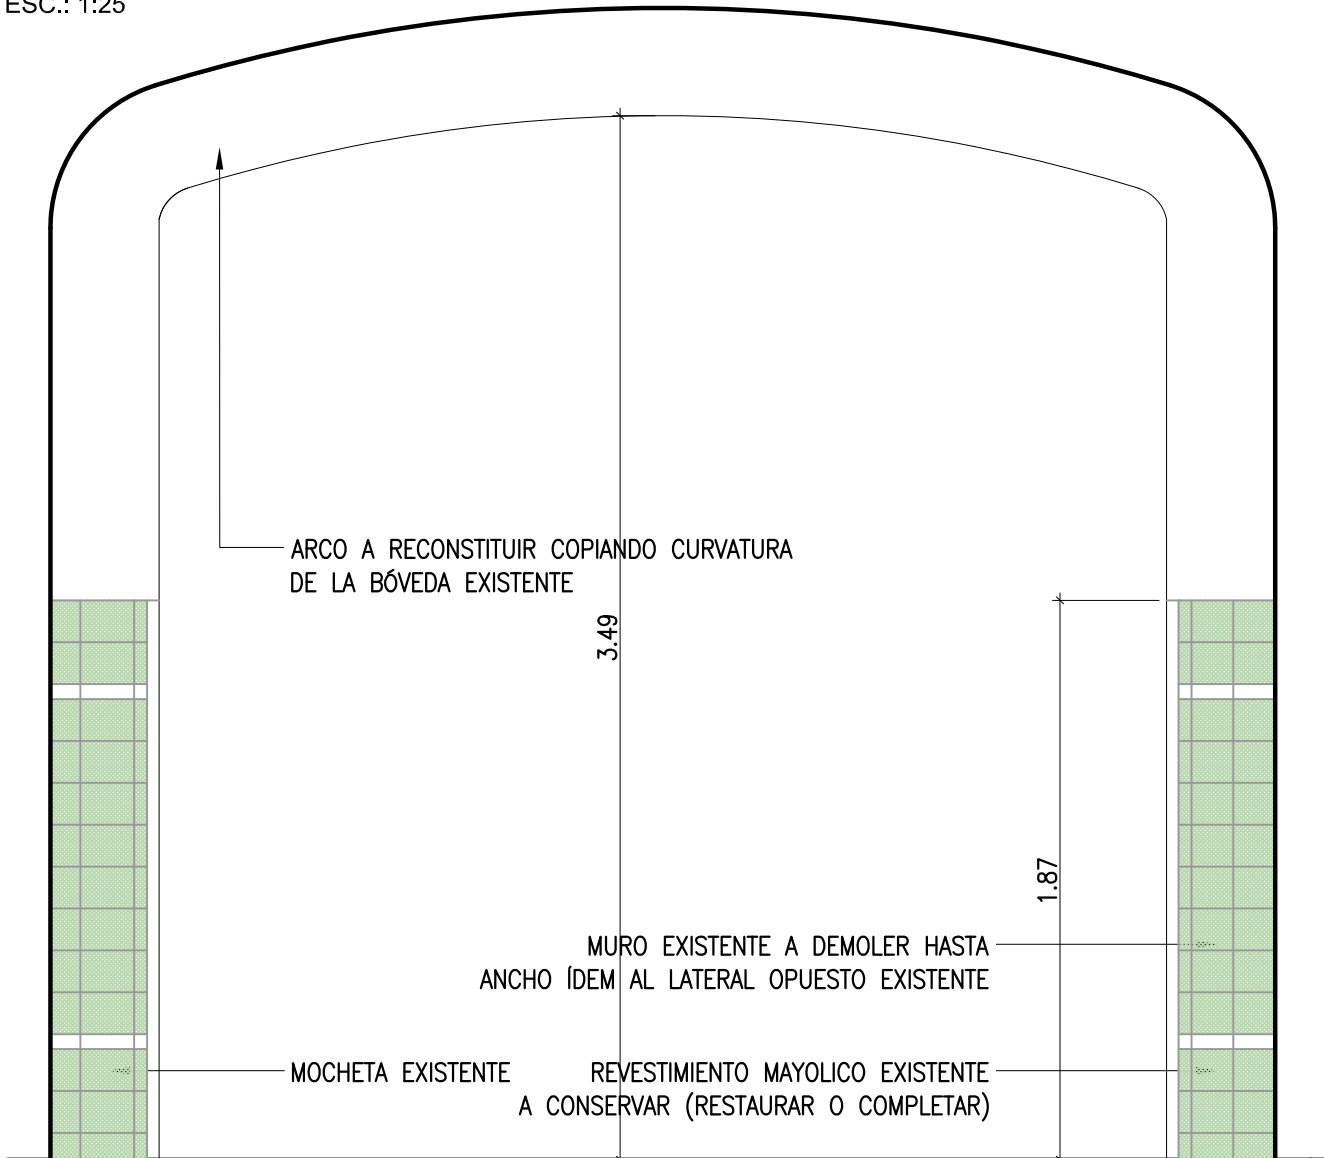 ESC.: 1:25
ARCO A RECONSTITUIR COPIANDO CURVATURA
DE LA BÓVEDA EXISTENTE
3.49
1.87
MURO EXISTENTE A DEMOLER HASTA
ANCHO ÍDEM AL LATERAL OPUESTO EXISTENTE
MOCHETA EXISTENTE
REVESTIMIENTO MAYOLICO EXISTENTE
A CONSERVAR (RESTAURAR O COMPLETAR)